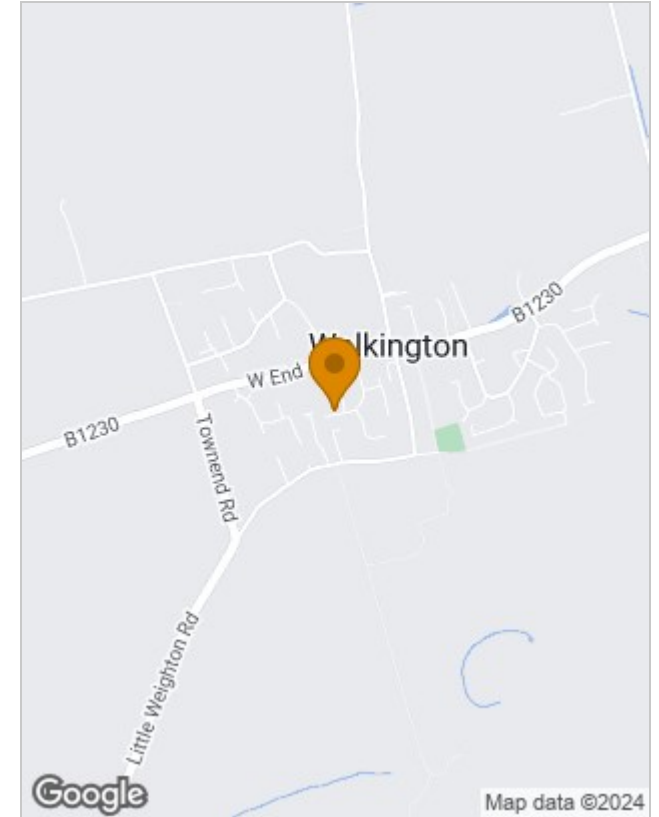 B1230
Walkington
W End
B1230
Townend Rd
Little Weighton Rd
Google
Map data ©2024